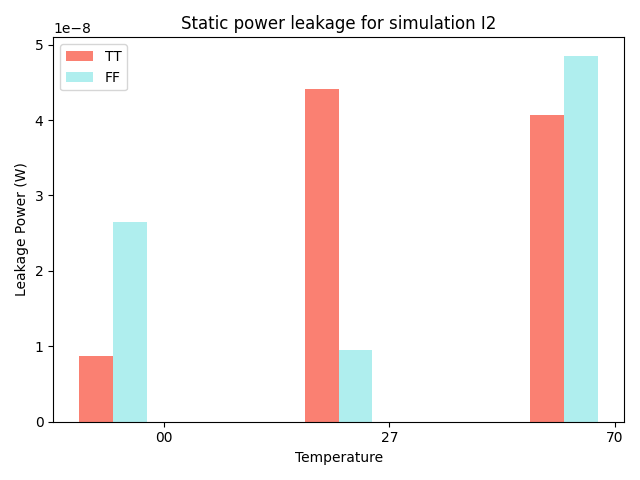 Static power leakage for simulation I2
1e−8
TT
FF
5
4
3
2
1
0
Leakage Power (W)
00
27
70
Temperature